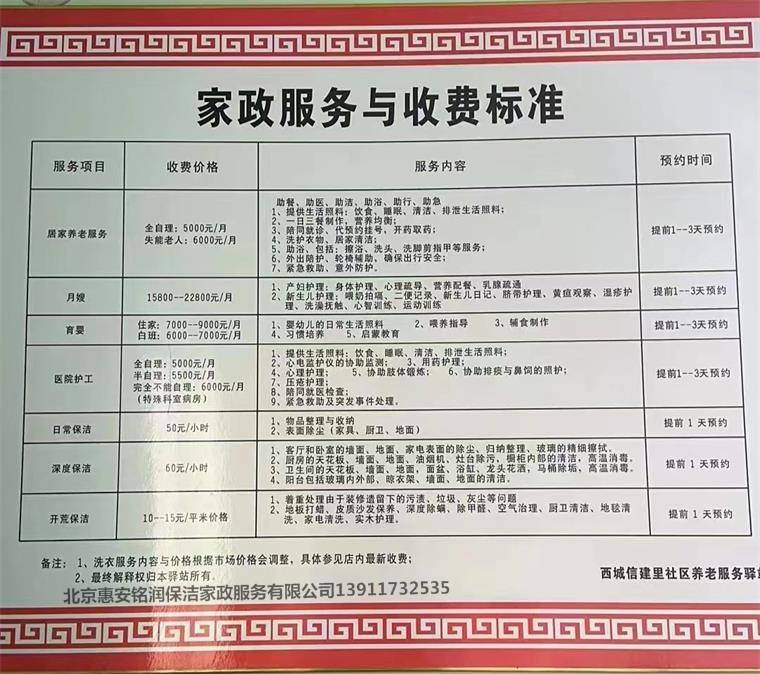 家政服务与收费标准
服务项目 收费价格 服务内容 预约时间
居家养老服务
全自理：5000元/月
失能老人：6000元/月
助餐、助医、助洁、助浴、助行、助急
1、提供生活照料：饮食、睡眠、清洁、排泄生活照料；
2、一日三餐制作，营养均衡；
3、陪同就诊、代预约挂号，开药取药；
4、洗护衣物、居家清洁；
5、助浴、包括：擦浴、洗头、洗脚剪指甲等服务；
6、外出陪护、轮椅辅助、确保出行安全；
7、紧急救助、意外防护。
提前1--3天预约
月嫂
15800--22800元/月
1、产妇护理：身体护理、心理疏导、营养配餐、乳腺疏通
2、新生儿护理：喂奶拍嗝、二便记录、新生儿日记、脐带护理、黄疸观察、湿疹护
理、洗澡抚触、心智训练、运动训练
提前1--3天预约
育婴
住家：7000--9000元/月
白班：6000--7000元/月
1、婴幼儿的日常生活照料 2、喂养指导 3、辅食制作
4、习惯培养 5、启蒙教育
提前1--3天预约
医院护工
全自理：5000元/月
半自理：5500元/月
完全不能自理：6000元/月
（特殊科室病房）
1、提供生活照料：饮食、睡眠、清洁、排泄生活照料；
2、心电监护仪的协助监测； 3、用药护理；
4、心理护理； 5、协助肢体锻炼； 6、协助排痰与鼻饲的照护；
7、压疮护理；
8、陪同就医检查；
9、紧急救助及突发事件处理。
提前1--3天预约
日常保洁
50元/小时
1、物品整理与收纳
2、表面除尘（家具、厨卫、地面）
提前 1 天预约
深度保洁
60元/小时
1、客厅和卧室的墙面、地面、家电表面的除尘、归纳整理、玻璃的精细擦拭。
2、厨房的天花板、墙面、地面、油烟机、灶台除污，橱柜内部的清洁，高温消毒。
3、卫生间的天花板、墙面、地面，面盆、浴缸、龙头花洒，马桶除垢，高温消毒。
4、阳台包括玻璃内外部、晾衣架、墙面、地面的清洁。
提前 1 天预约
开荒保洁
10--15元/平米价格
1、着重处理由于装修遗留下的污渍、垃圾、灰尘等问题
2、地板打蜡、皮质沙发保养、深度除螨、除甲醛、空气治理、厨卫清洁、地毯清
洗、家电清洗、实木护理。
提前 1 天预约
备注： 1、洗衣服务内容与价格根据市场价格会调整，具体参见店内最新收费；
2、最终解释权归本驿站所有。
西城信建里社区养老服务驿站
北京惠安铭润保洁家政服务有限公司13911732535